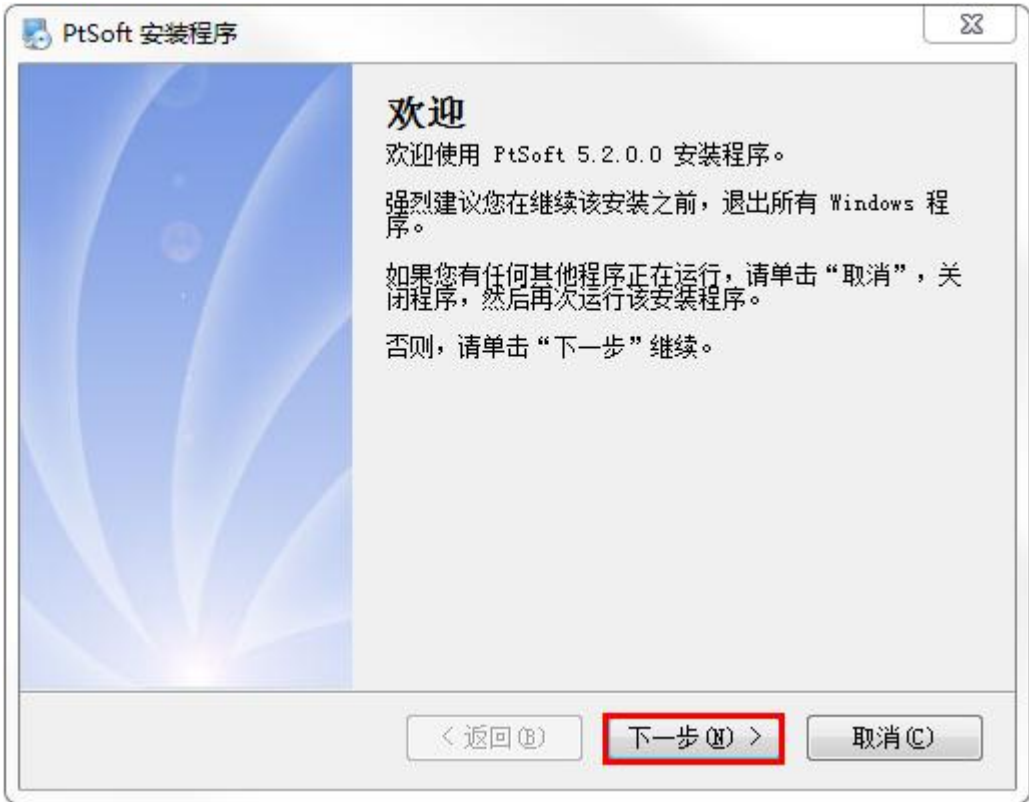 PtSoft 安装程序
欢迎
欢迎使用 PtSoft 5.2.0.0 安装程序。
强烈建议您在继续该安装之前，退出所有 Windows 程
序。
如果您有任何其他程序正在运行，请单击“取消”，关
闭程序，然后再次运行该安装程序。
否则，请单击“下一步”继续。
< 返回(B)
下一步(N) >
取消(C)